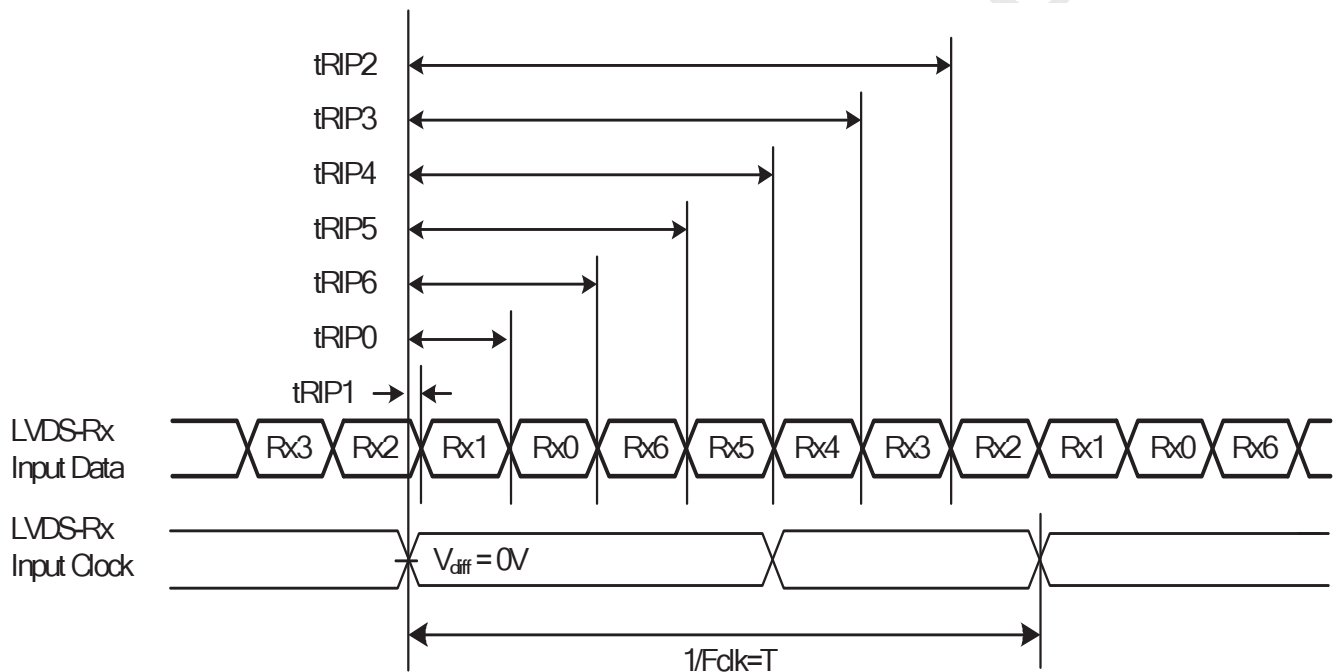 tRIP2
tRIP3
tRIP4
tRIP5
tRIP6
tRIP0
tRIP1
LVDS-Rx
Input Data
Rx3 Rx2 Rx1 Rx0 Rx6 Rx5 Rx4 Rx3 Rx2 Rx1 Rx0 Rx6
LVDS-Rx
Input Clock
Vdiff = 0V
1/Fclk=T